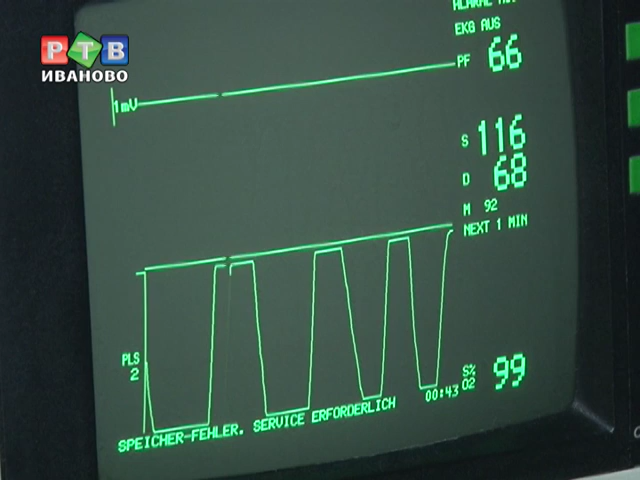 РТВ
ИВАНОВО
EKG AUS
PF 66
1mV
S 116
D 68
M 92
NEXT 1 MIN
PLS
2
S%
O2 99
00:43
SPEICHER-FEHLER. SERVICE ERFORDERLICH